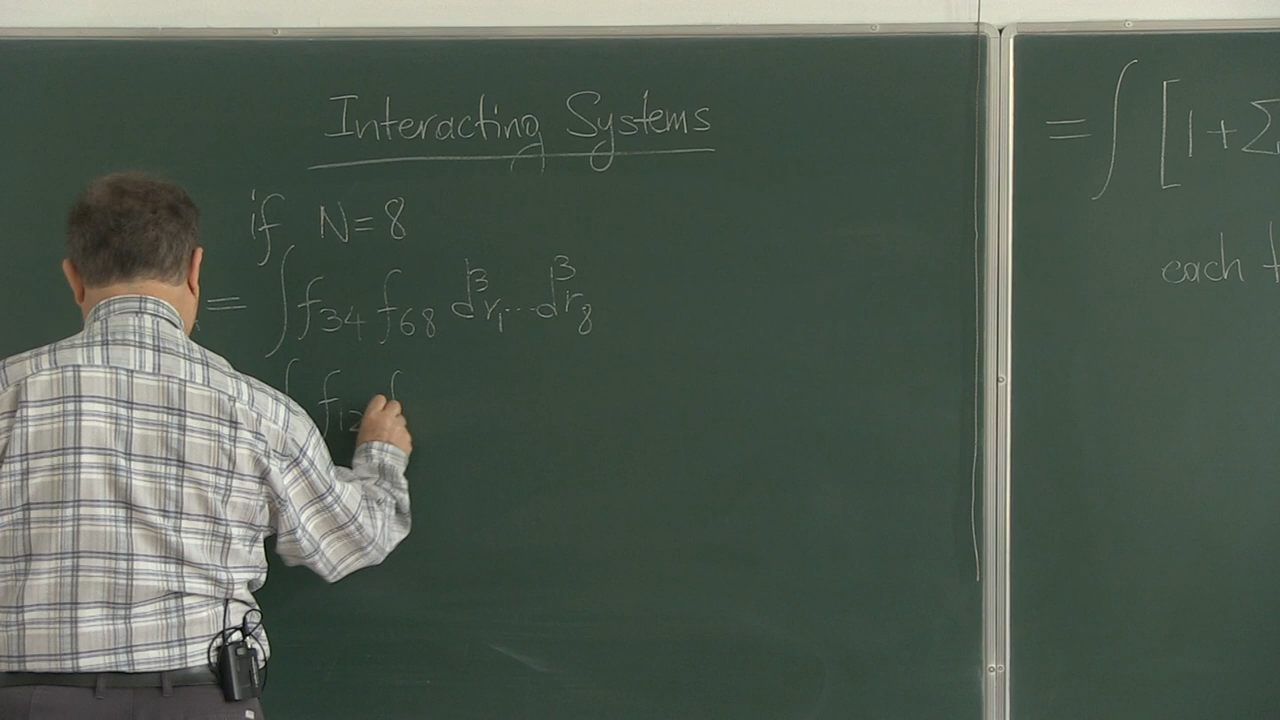 Interacting Systems
if N=8
= ∫ f₃₄ f₆₈ d³r₁...d³r₈
∫ f₁₂ f
= ∫ [1+∑
each